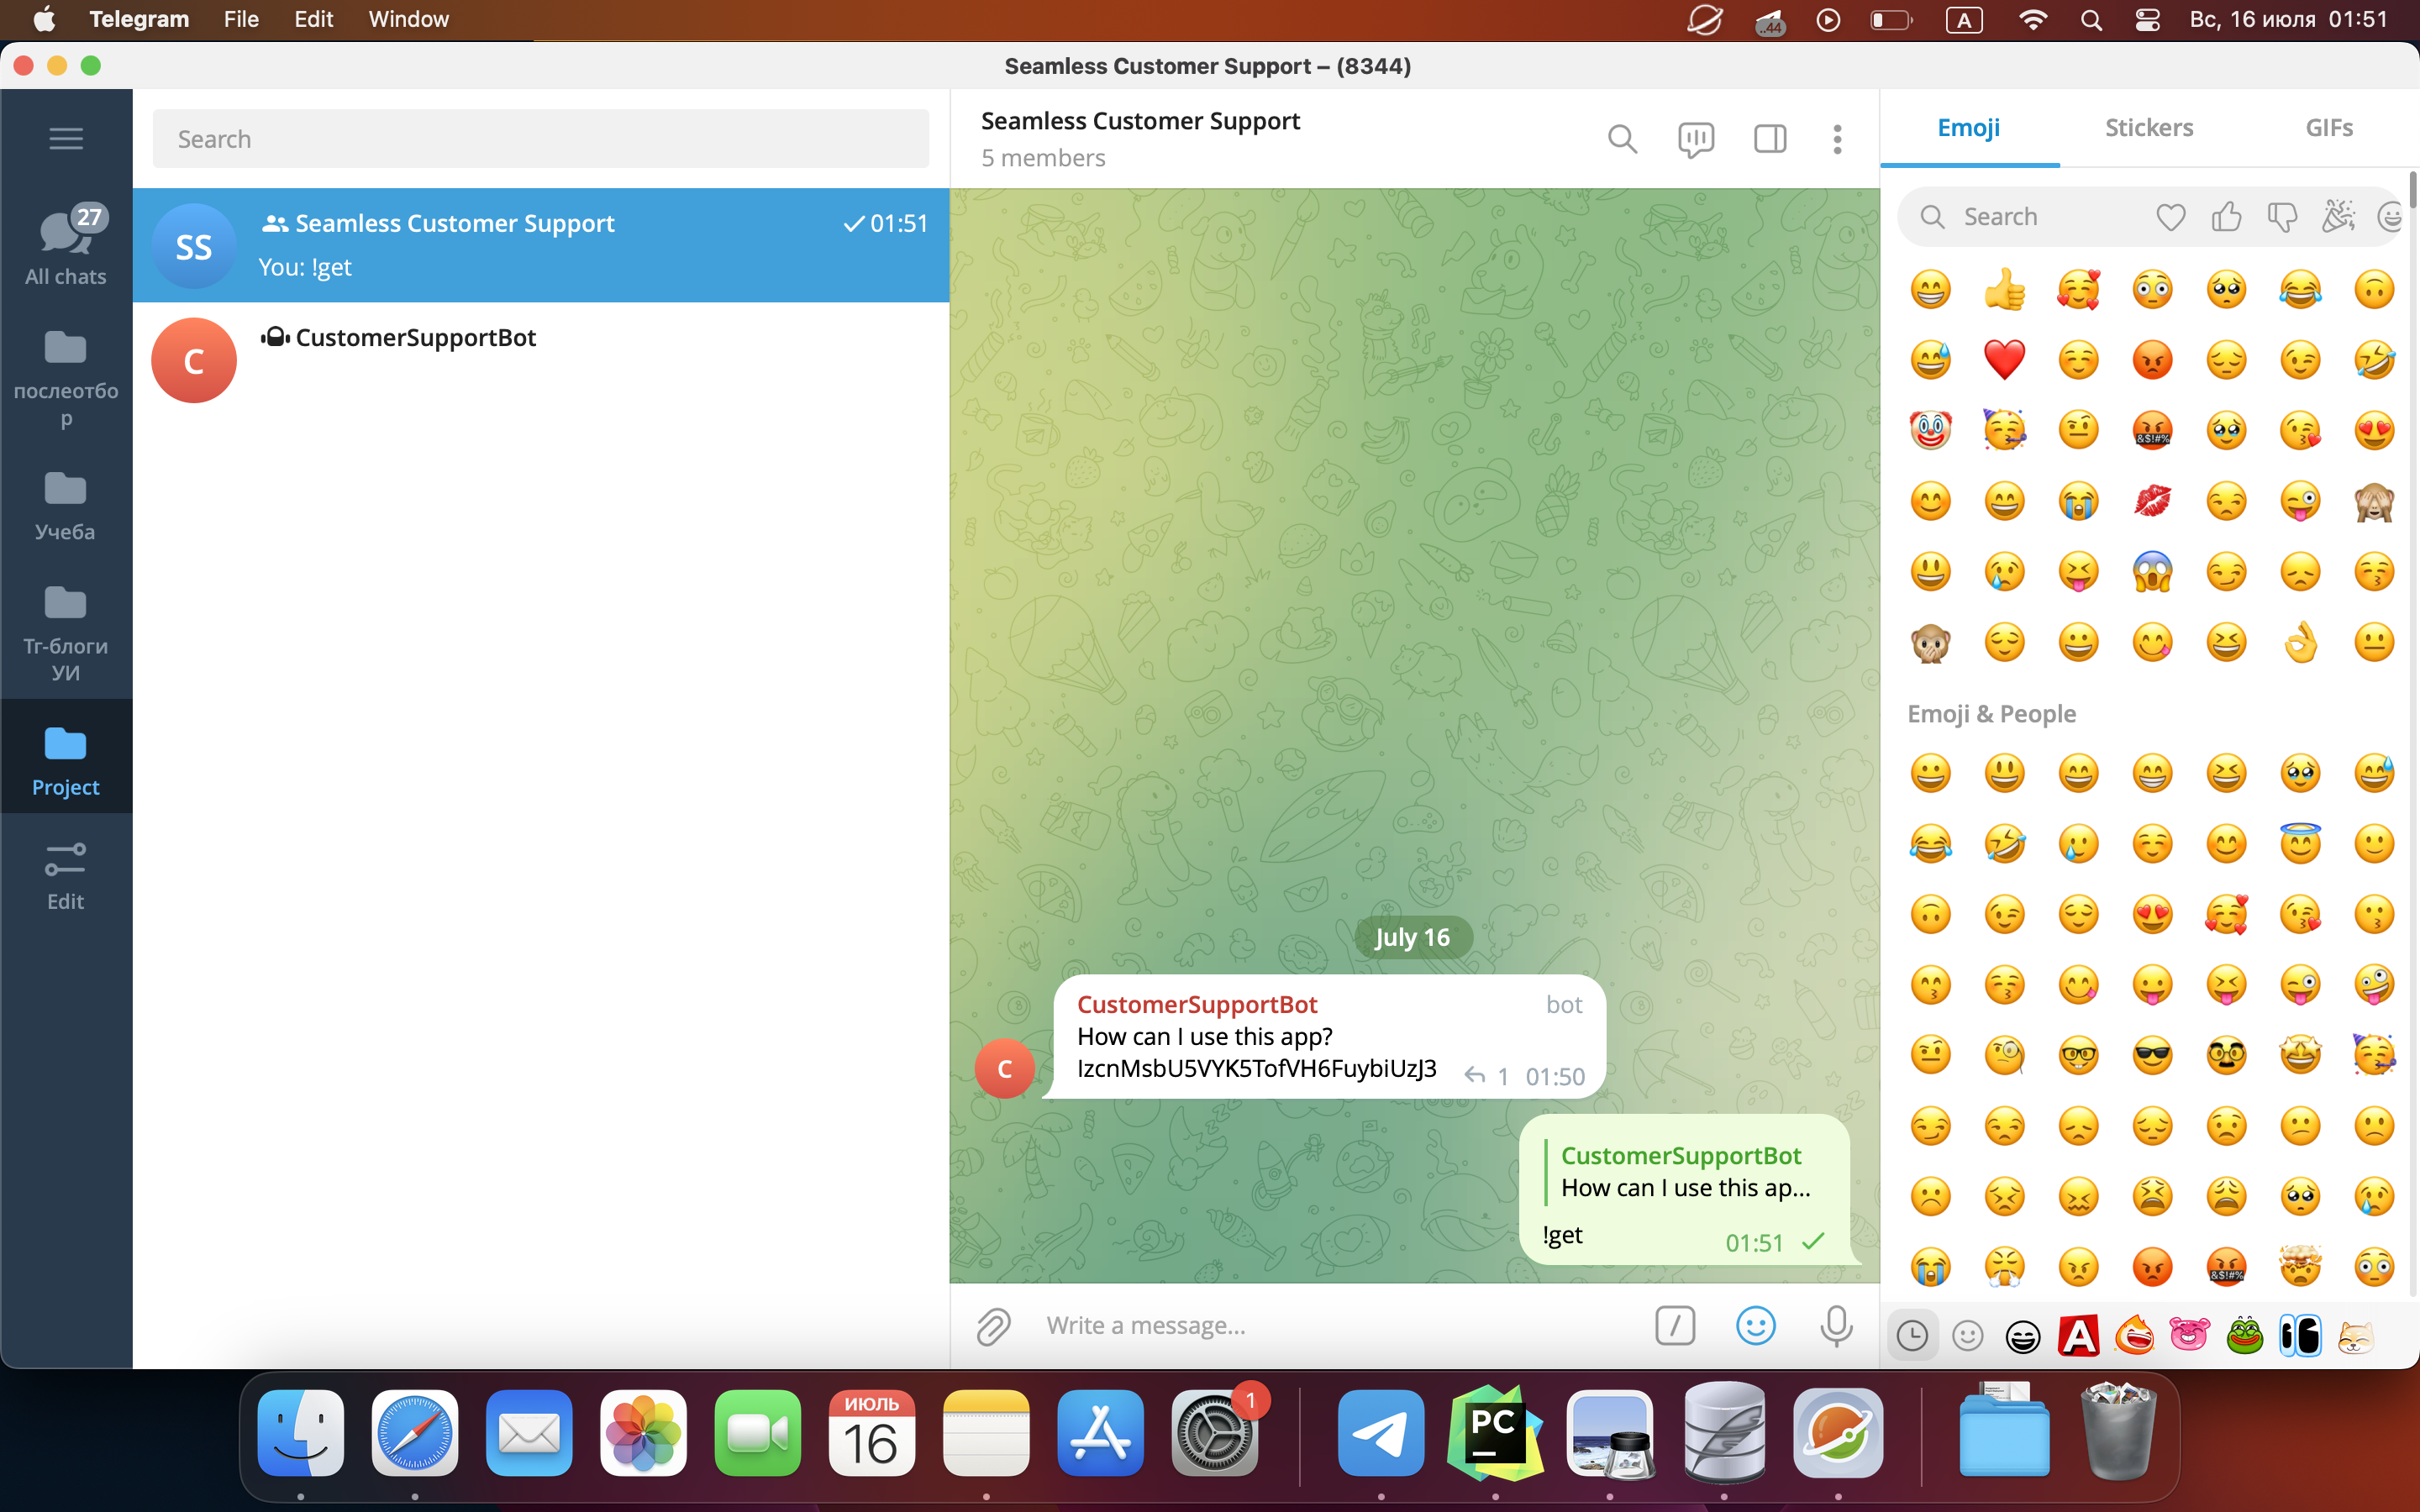 Telegram File Edit Window
..44
A
Вс, 16 июля 01:51
Seamless Customer Support – (8344)
27
All chats
послеотбо
р
Учеба
Тг-блоги
УИ
Project
Edit
Search
SS
Seamless Customer Support
01:51
You: !get
C
CustomerSupportBot
Seamless Customer Support
5 members
July 16
CustomerSupportBot bot
How can I use this app?
IzcnMsbU5VYK5TofVH6FuybiUzJ3 1 01:50
C
CustomerSupportBot
How can I use this ap...
!get 01:51
Write a message...
Emoji Stickers GIFs
Search
&$!#%
Emoji & People
&$!#%
A
ИЮЛЬ
16
1
PC